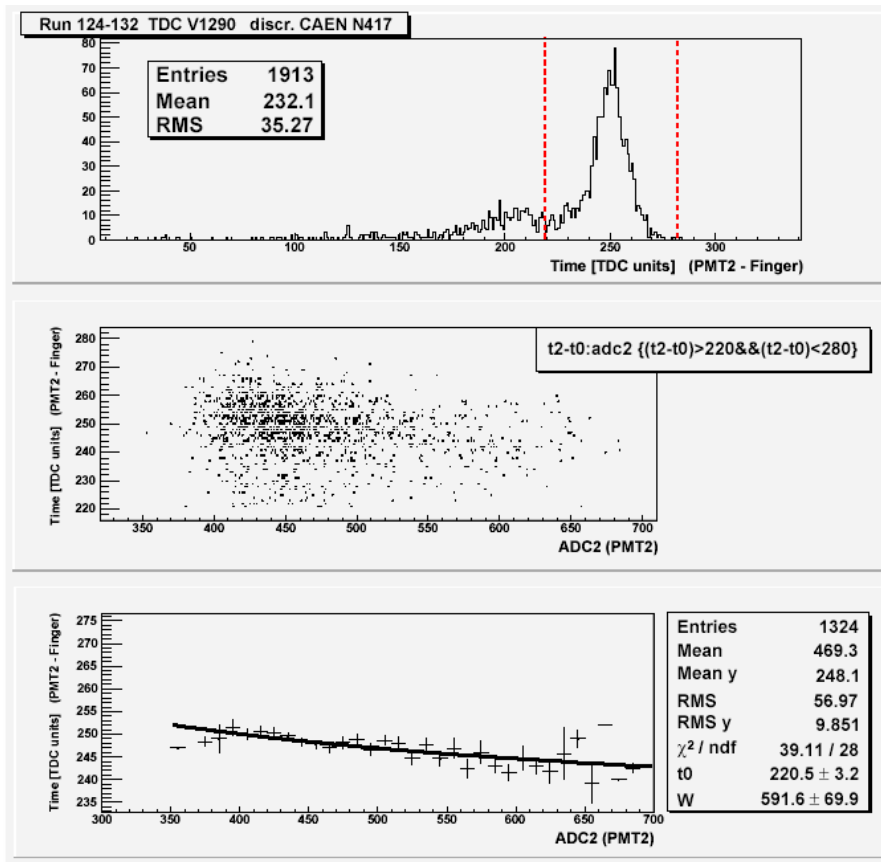 Run 124-132 TDC V1290 discr. CAEN N417
80
70
60
50
40
30
20
10
0
Entries 1913
Mean 232.1
RMS 35.27
50 100 150 200 250 300
Time [TDC units] (PMT2 - Finger)
t2-t0:adc2 {(t2-t0)>220&&(t2-t0)<280}
Time [TDC units] (PMT2 - Finger)
280
270
260
250
240
230
220
350 400 450 500 550 600 650 700
ADC2 (PMT2)
Time [TDC units] (PMT2 - Finger)
275
270
265
260
255
250
245
240
235
300 350 400 450 500 550 600 650 700
ADC2 (PMT2)
Entries 1324
Mean 469.3
Mean y 248.1
RMS 56.97
RMS y 9.851
χ² / ndf 39.11 / 28
t0 220.5 ± 3.2
W 591.6 ± 69.9